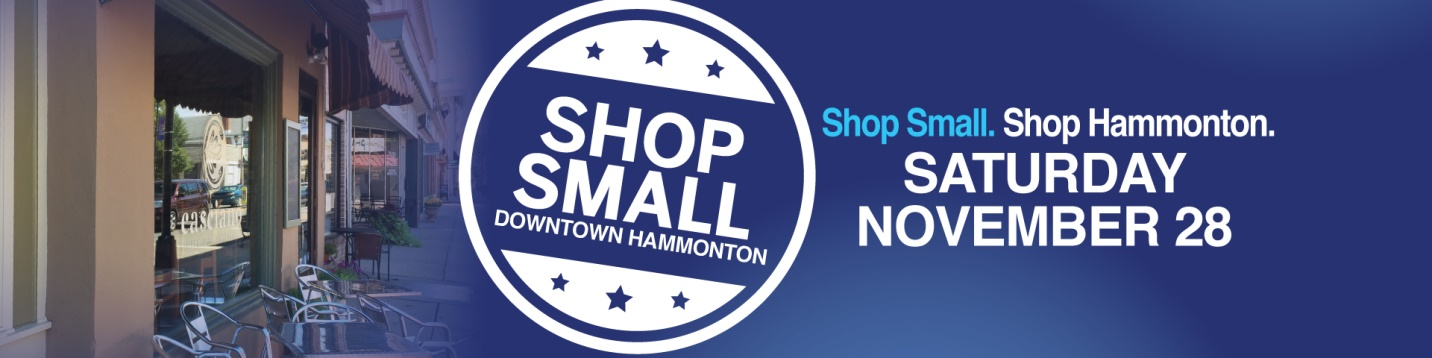 SHOP
SMALL
DOWNTOWN HAMMONTON
Shop Small. Shop Hammonton.
SATURDAY
NOVEMBER 28